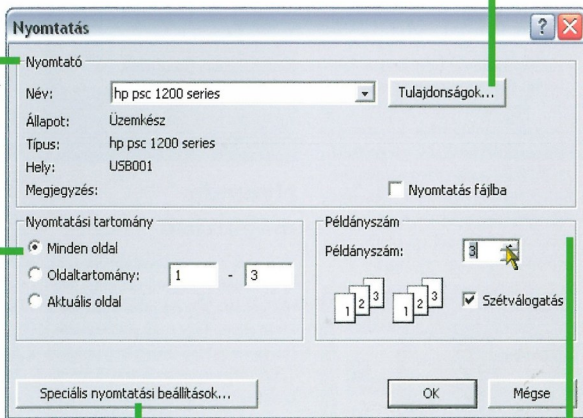 Nyomtatás
Nyomtató
Név: hp psc 1200 series Tulajdonságok...
Állapot: Üzemkész
Típus: hp psc 1200 series
Hely: USB001
Megjegyzés: Nyomtatás fájlba
Nyomtatási tartomány
Minden oldal
Oldaltartomány: 1 - 3
Aktuális oldal
Példányszám
Példányszám: 3
1 2 3 1 2 3 Szétválogatás
Speciális nyomtatási beállítások... OK Mégse